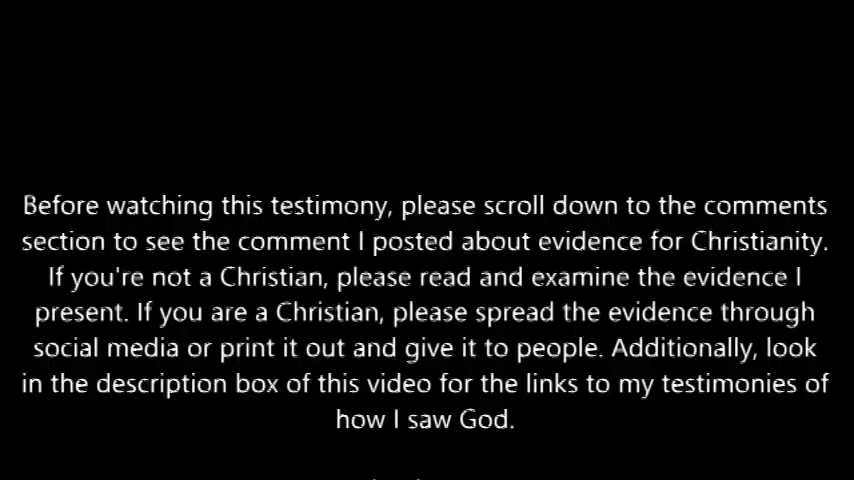 Before watching this testimony, please scroll down to the comments
section to see the comment I posted about evidence for Christianity.
If you're not a Christian, please read and examine the evidence I
present. If you are a Christian, please spread the evidence through
social media or print it out and give it to people. Additionally, look
in the description box of this video for the links to my testimonies of
how I saw God.